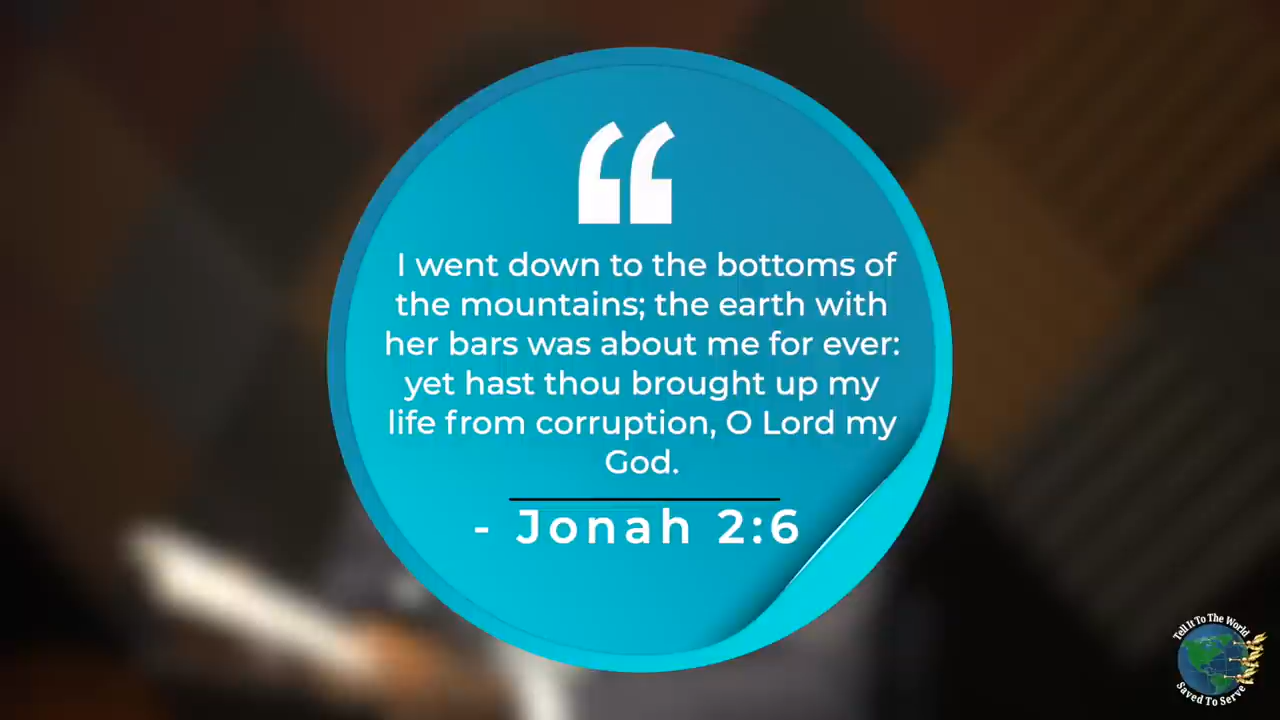 “
I went down to the bottoms of
the mountains; the earth with
her bars was about me for ever:
yet hast thou brought up my
life from corruption, O Lord my
God.
- Jonah 2:6
Tell It To The World
Saved To Serve